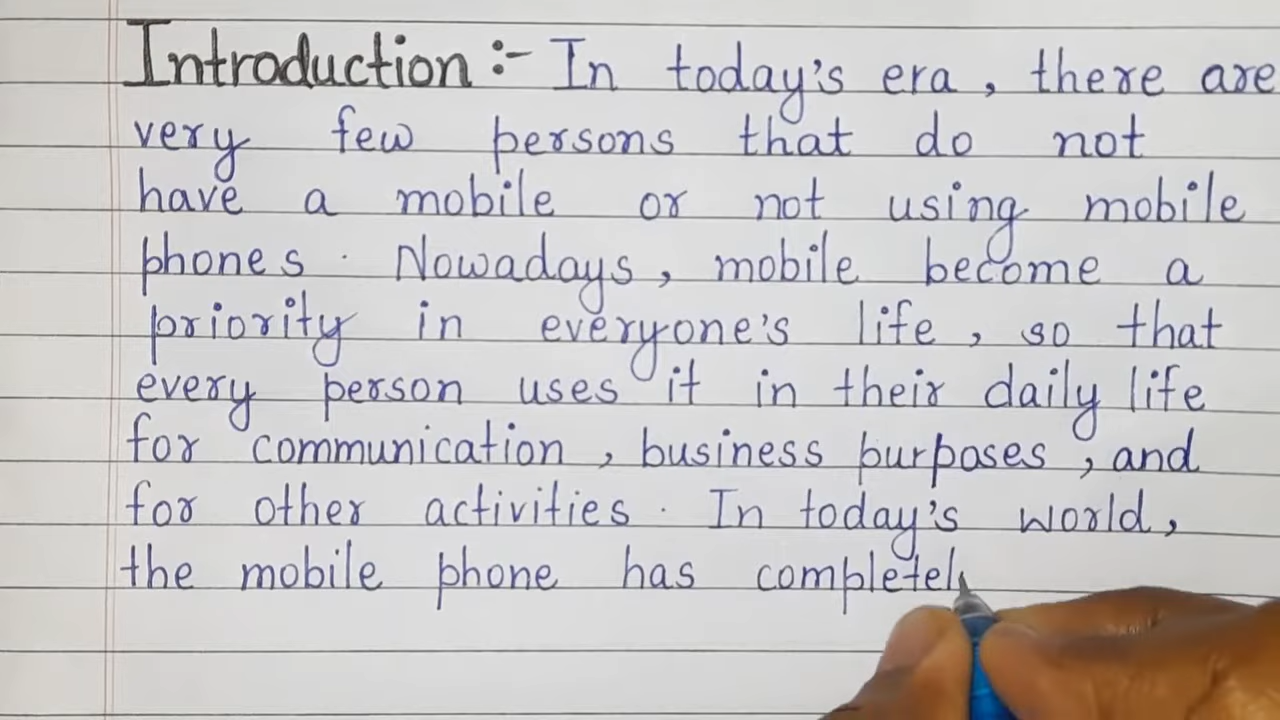 Introduction :- In today's era, there are
very few persons that do not
have a mobile or not using mobile
phones. Nowadays, mobile become a
priority in everyone's life, so that
every person uses it in their daily life
for communication, business purposes, and
for other activities. In today's world,
the mobile phone has completel